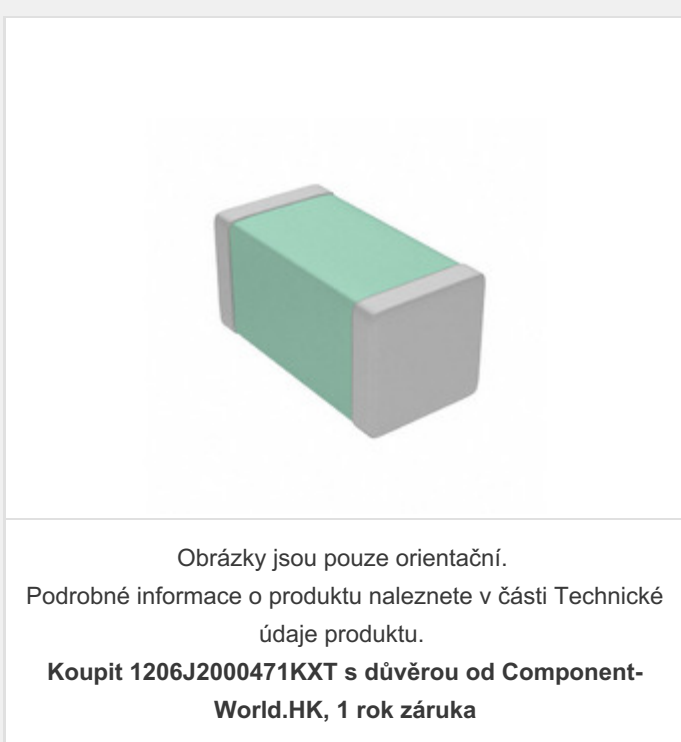 Obrázky jsou pouze orientační.
Podrobné informace o produktu naleznete v části Technické
údaje produktu.
Koupit 1206J2000471KXT s důvěrou od Component-
World.HK, 1 rok záruka